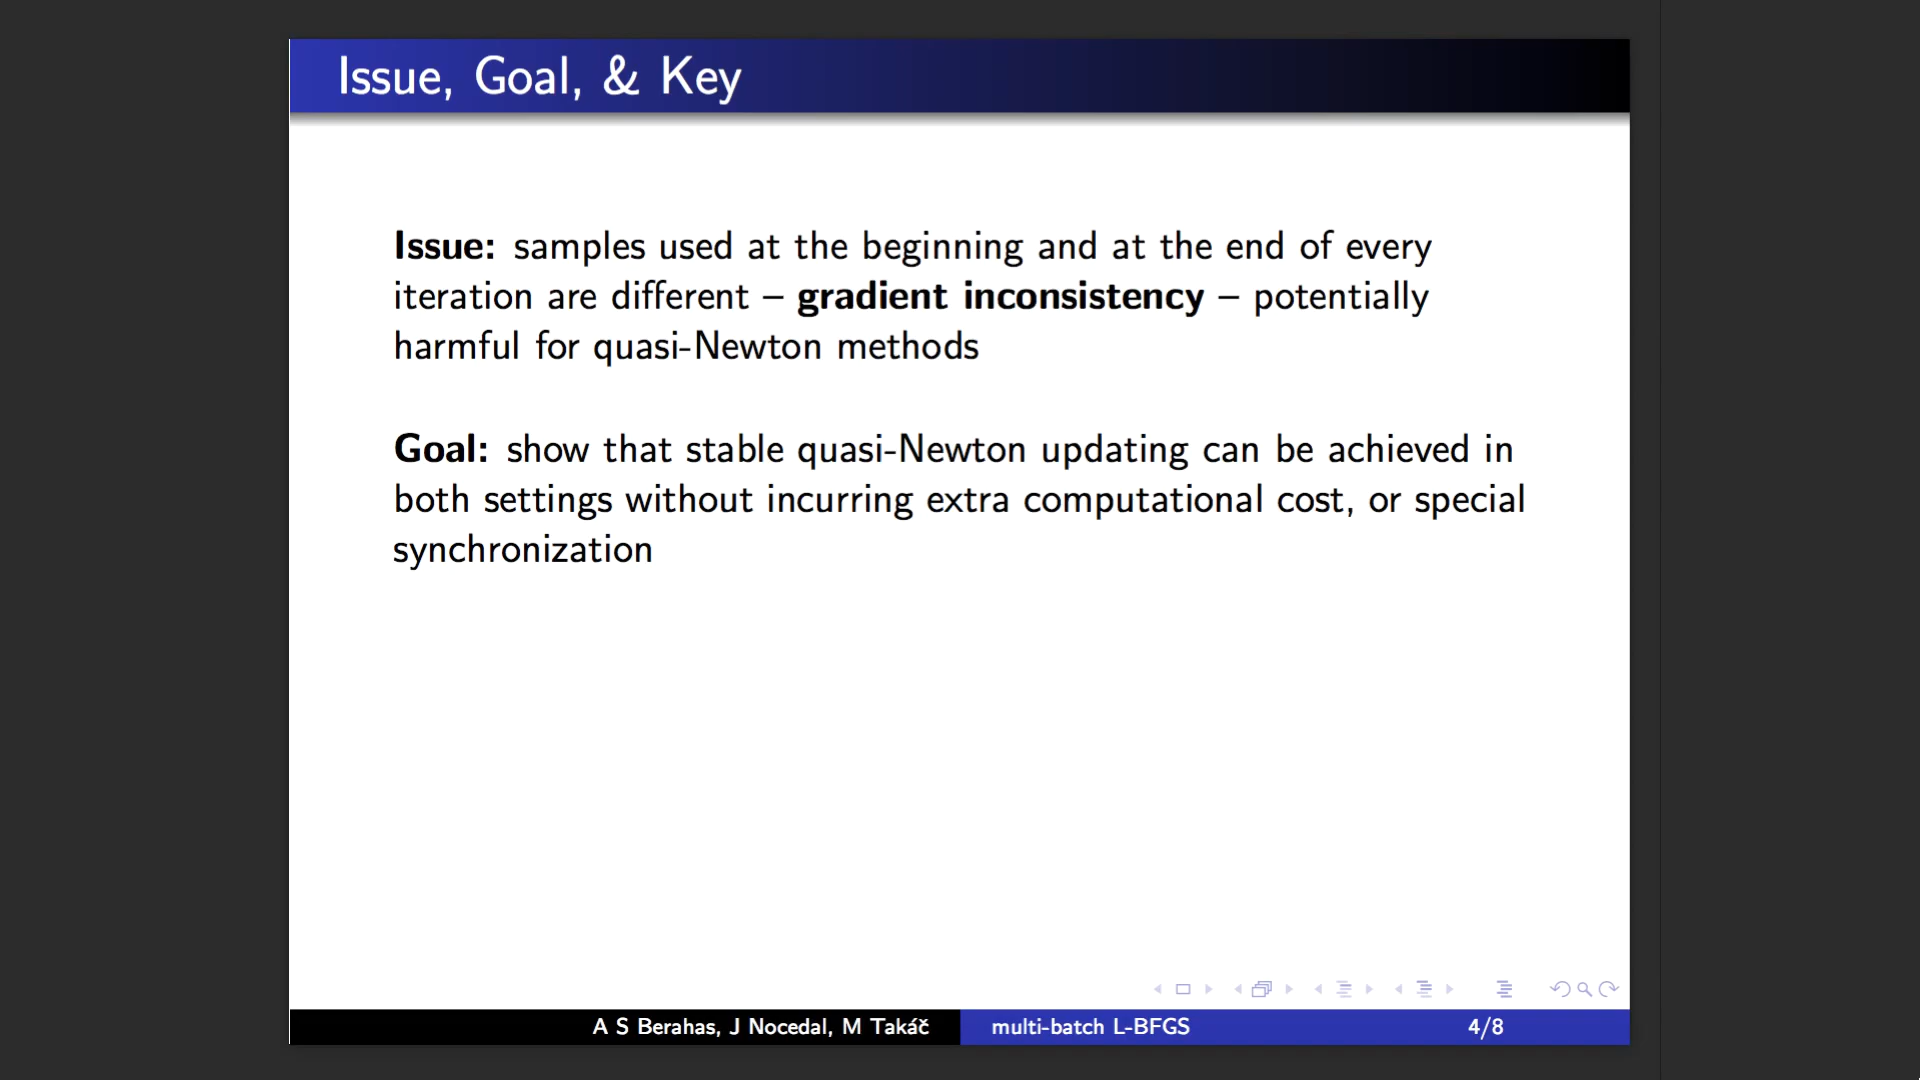 Issue, Goal, & Key
Issue: samples used at the beginning and at the end of every
iteration are different – gradient inconsistency – potentially
harmful for quasi-Newton methods
Goal: show that stable quasi-Newton updating can be achieved in
both settings without incurring extra computational cost, or special
synchronization
A S Berahas, J Nocedal, M Takáč
multi-batch L-BFGS
4/8